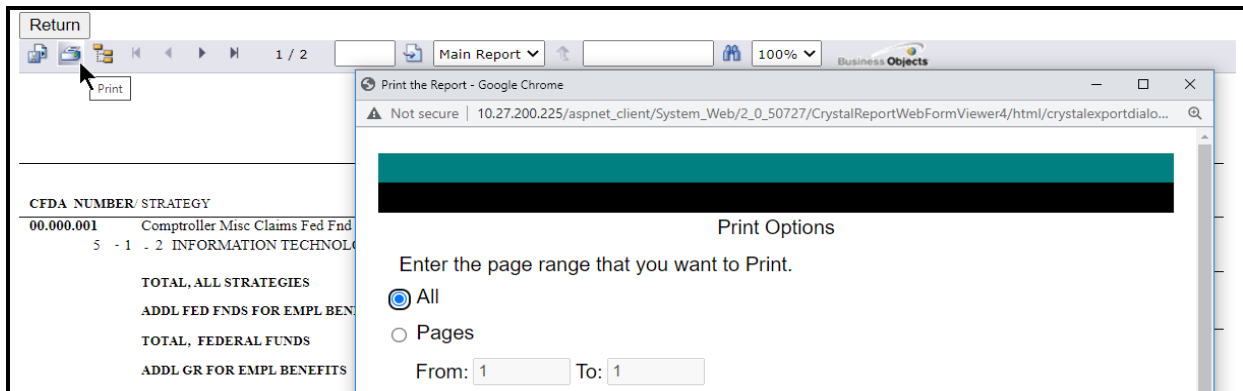 Return
1 / 2 Main Report 100% Business Objects
Print
Print the Report - Google Chrome
Not secure | 10.27.200.225/aspnet_client/System_Web/2_0_50727/CrystalReportWebFormViewer4/html/crystalexportdialo...
CFDA NUMBER/ STRATEGY
00.000.001 Comptroller Misc Claims Fed Fnd
5 - 1 - 2 INFORMATION TECHNOL
TOTAL, ALL STRATEGIES
ADDL FED FNDS FOR EMPL BEN
TOTAL, FEDERAL FUNDS
ADDL GR FOR EMPL BENEFITS
Print Options
Enter the page range that you want to Print.
All
Pages
From: 1 To: 1